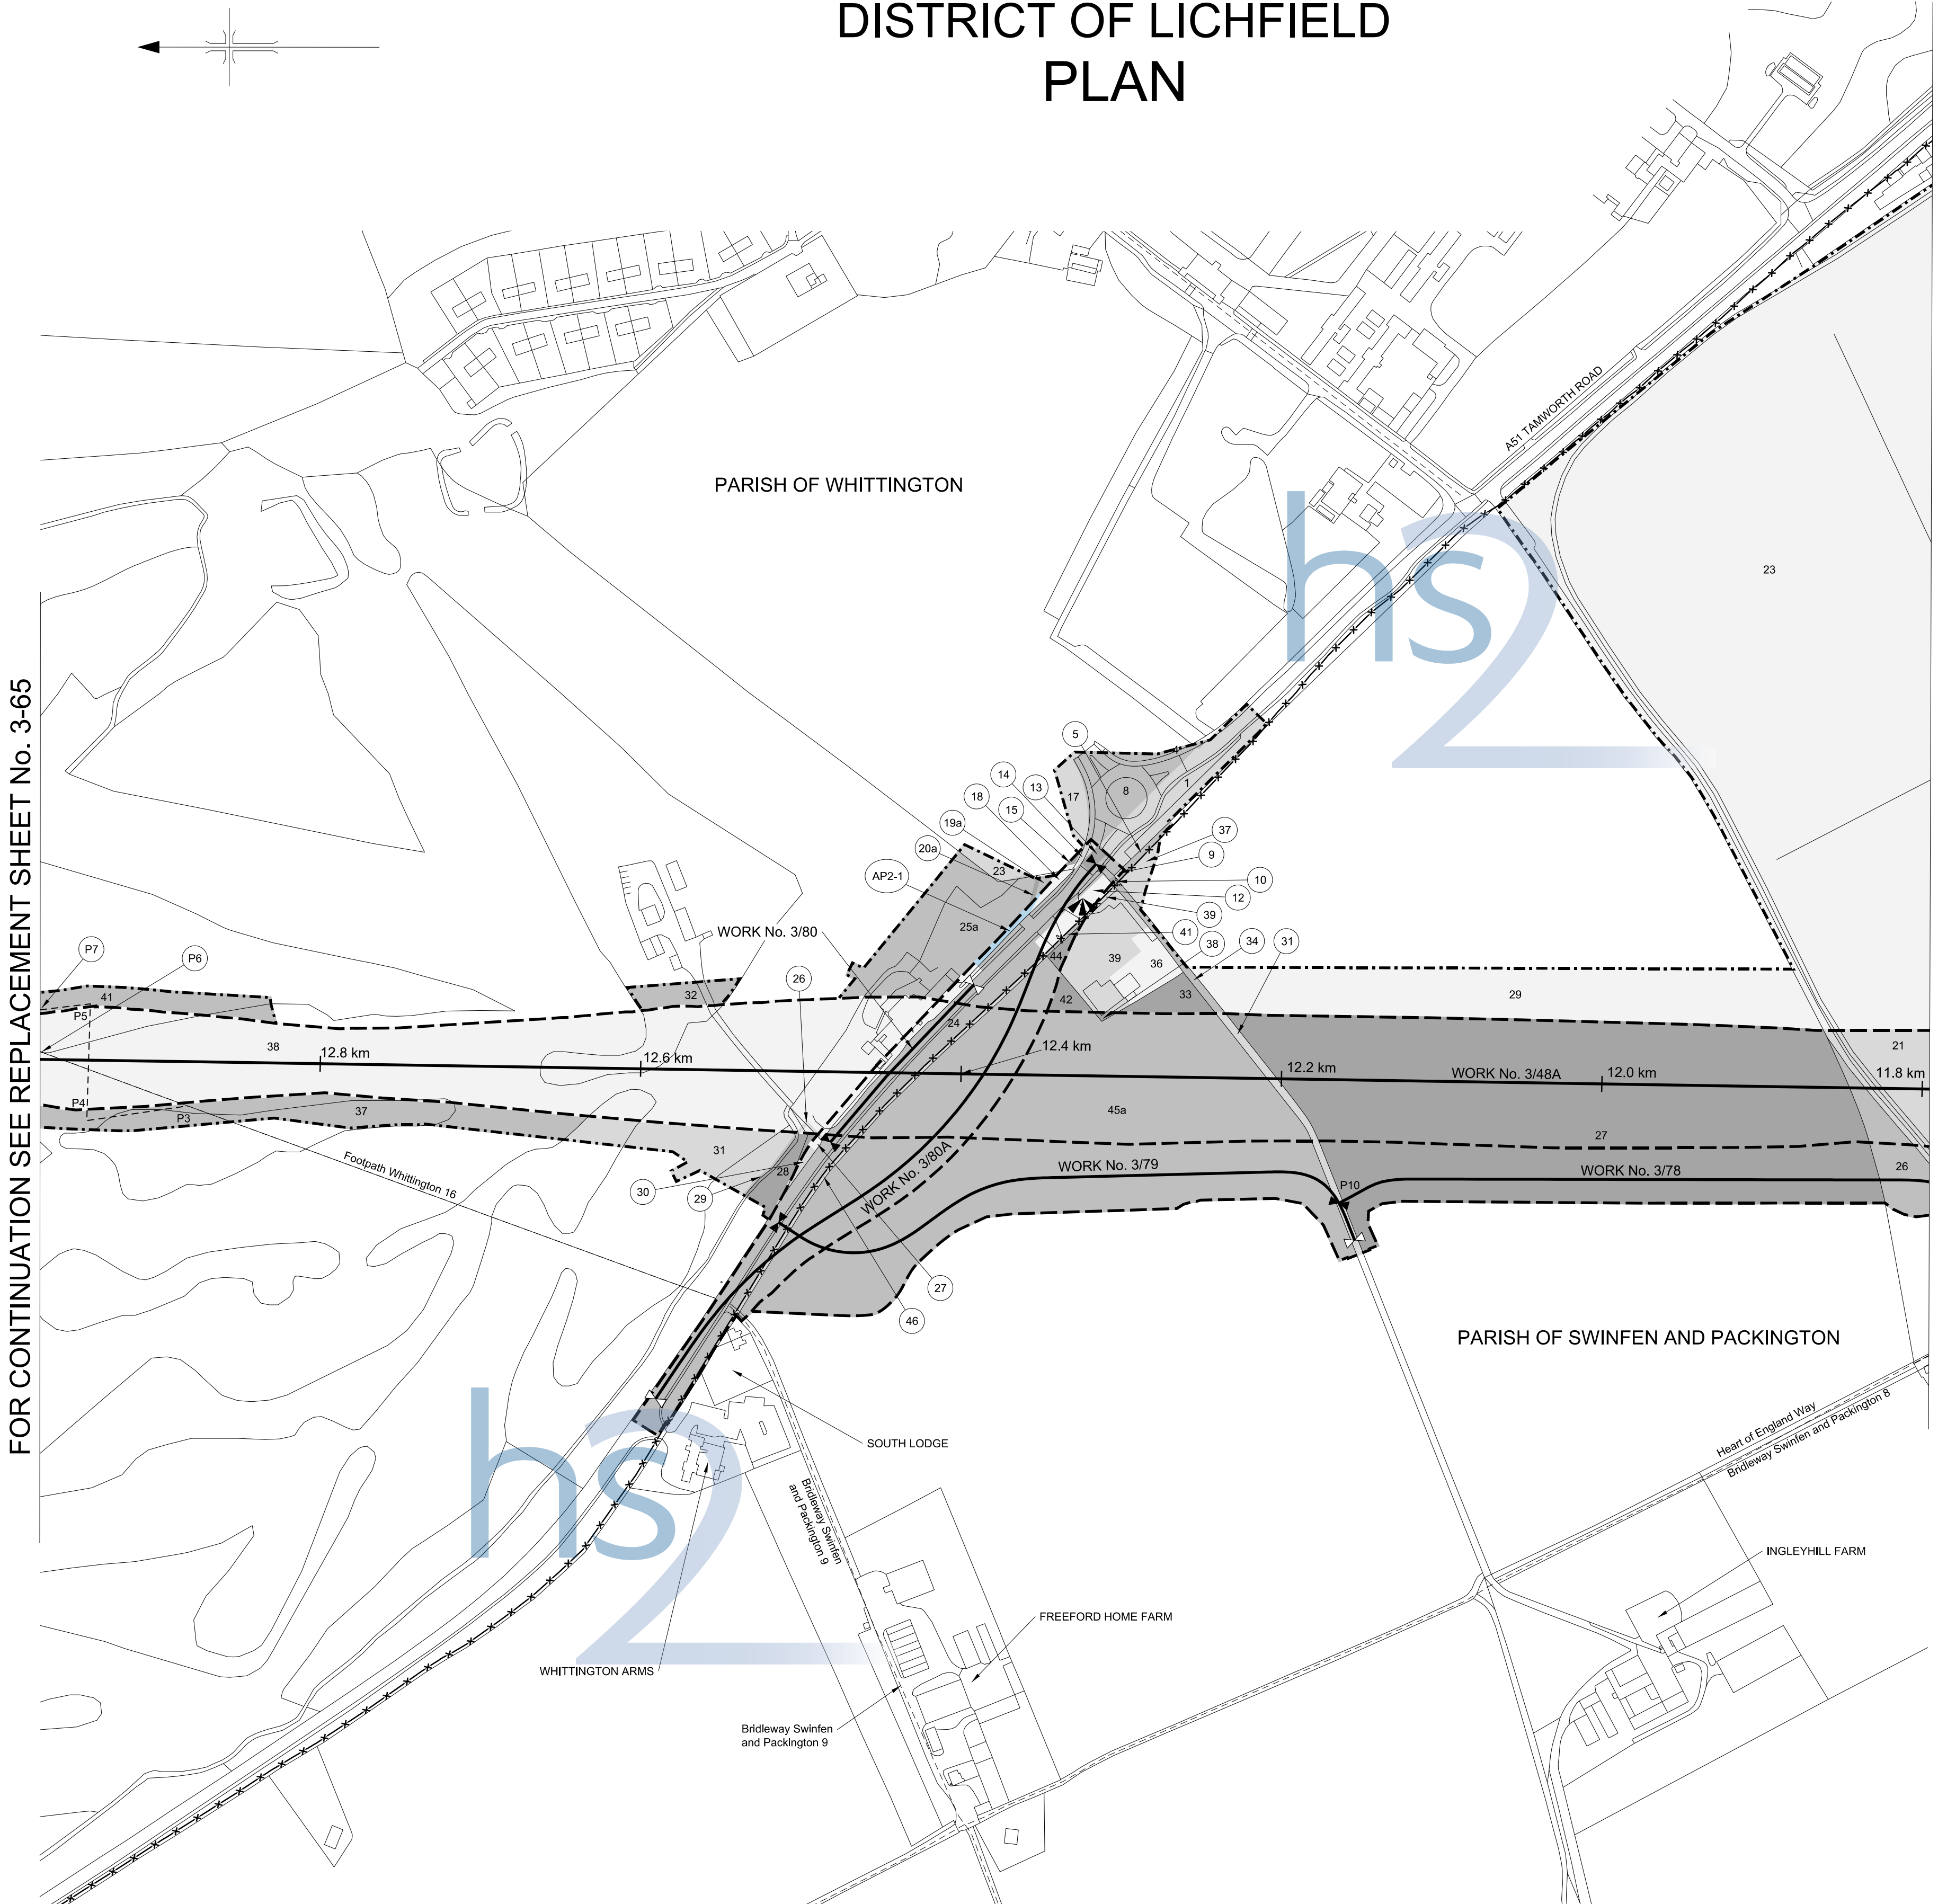 DISTRICT OF LICHFIELD
PLAN
A51 TAMWORTH ROAD
PARISH OF WHITTINGTON
hs2
23
FOR CONTINUATION SEE REPLACEMENT SHEET No. 3-65
5
14
13
18
15
19a
20a
AP2-1
17
8
1
4
37
9
10
12
39
41
38
34
31
23
25a
WORK No. 3/80
26
P7
P6
41
P5
32
44
39
36
42
33
29
24
38
12.8 km
12.6 km
12.4 km
12.2 km
WORK No. 3/48A
12.0 km
11.8 km
21
P4
P3
37
45a
27
31
28
30
29
Footpath Whittington 16
WORK No. 3/80A
WORK No. 3/79
P10
WORK No. 3/78
26
27
46
PARISH OF SWINFEN AND PACKINGTON
hs2
SOUTH LODGE
Heart of England Way
Bridleway Swinfen and Packington 8
Bridleway Swinfen
and Packington 9
INGLEYHILL FARM
FREEFORD HOME FARM
WHITTINGTON ARMS
Bridleway Swinfen
and Packington 9